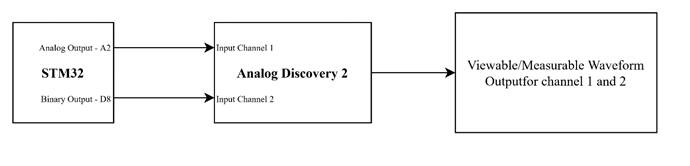 Analog Output - A2
STM32
Binary Output - D8
Input Channel 1
Analog Discovery 2
Input Channel 2
Viewable/Measurable Waveform
Outputfor channel 1 and 2